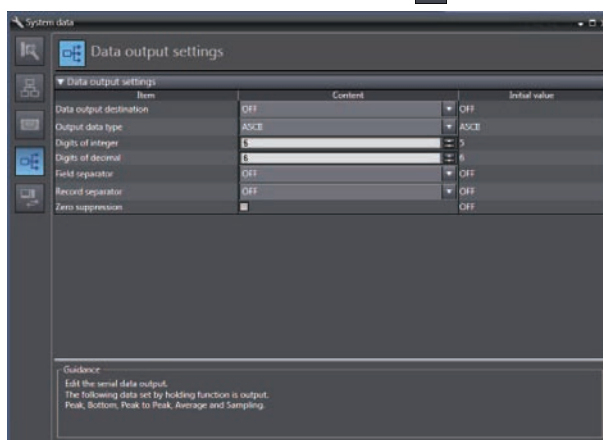 System data
Data output settings
▼ Data output settings
Item Content Initial value
Data output destination OFF OFF
Output data type ASCII ASCII
Digits of integer 5 5
Digits of decimal 6 6
Field separator OFF OFF
Record separator OFF OFF
Zero suppression OFF
Guidance
Edit the serial data output.
The following data set by holding function is output.
Peak, Bottom, Peak to Peak, Average and Sampling.